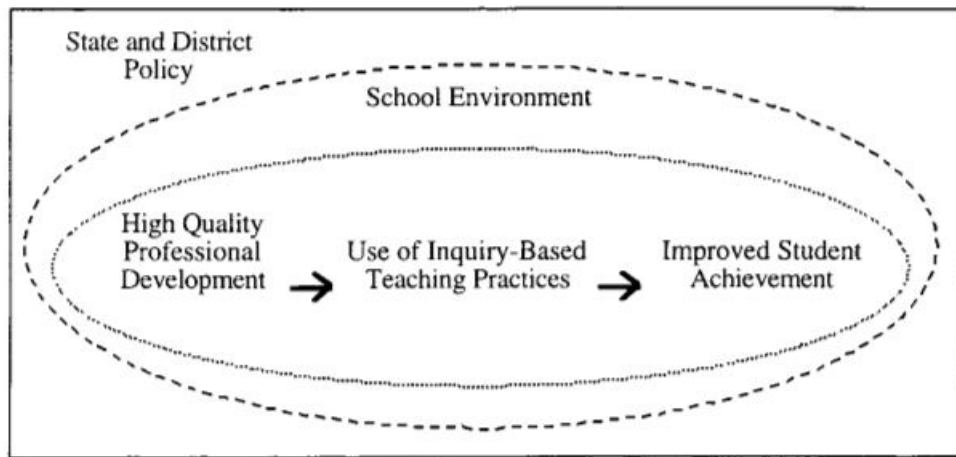 State and District
Policy
School Environment
High Quality
Professional
Development
Use of Inquiry-Based
Teaching Practices
Improved Student
Achievement